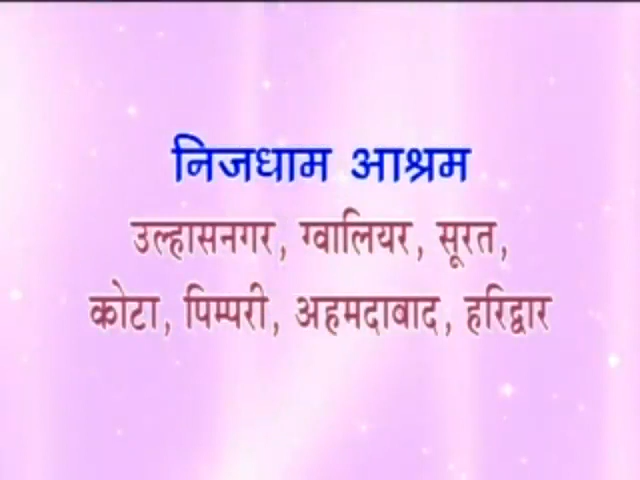 निजधाम आश्रम
उल्हासनगर, ग्वालियर, सूरत,
कोटा, पिम्परी, अहमदाबाद, हरिद्वार